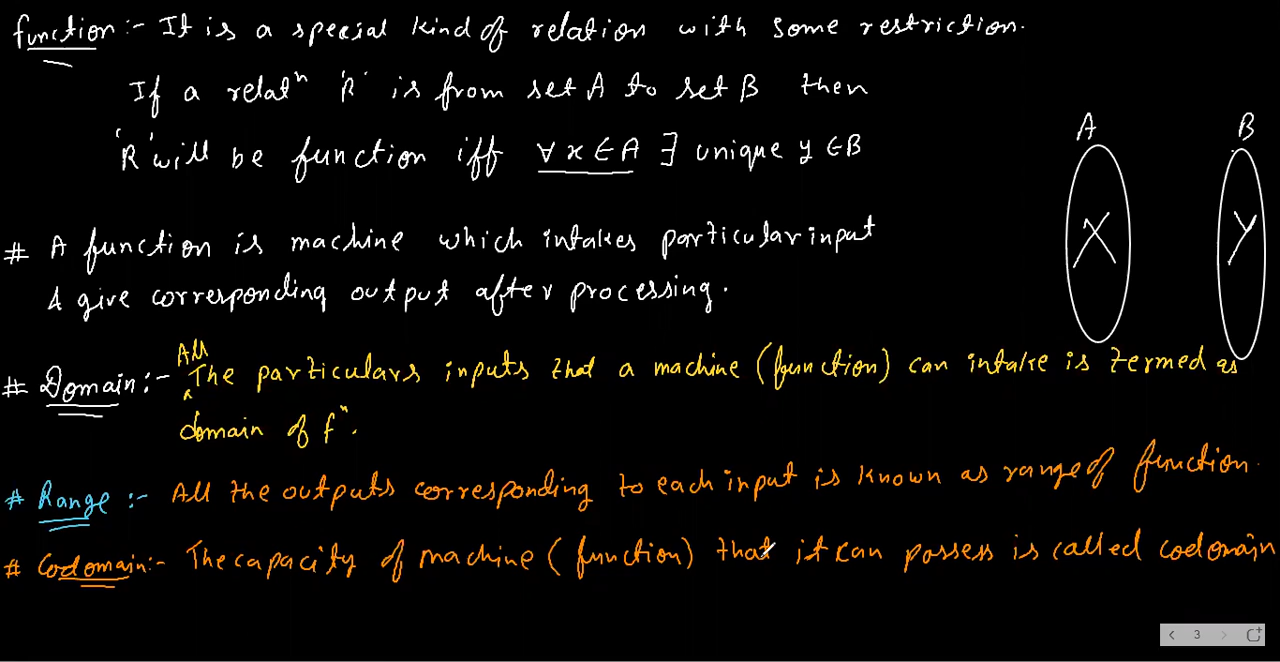 function :- It is a special kind of relation with some restriction.
If a relatⁿ 'R' is from set A to set B then
'R' will be function iff ∀ x ∈ A ∃ unique y ∈ B
A B
X Y
# A function is machine which intakes particular input
& give corresponding output after processing.
# Domain :- All The particulars inputs that a machine (function) can intake is termed as
domain of fⁿ.
# Range :- All the outputs corresponding to each input is known as range of function.
# Codomain :- The capacity of machine (function) that it can possess is called codomain
3